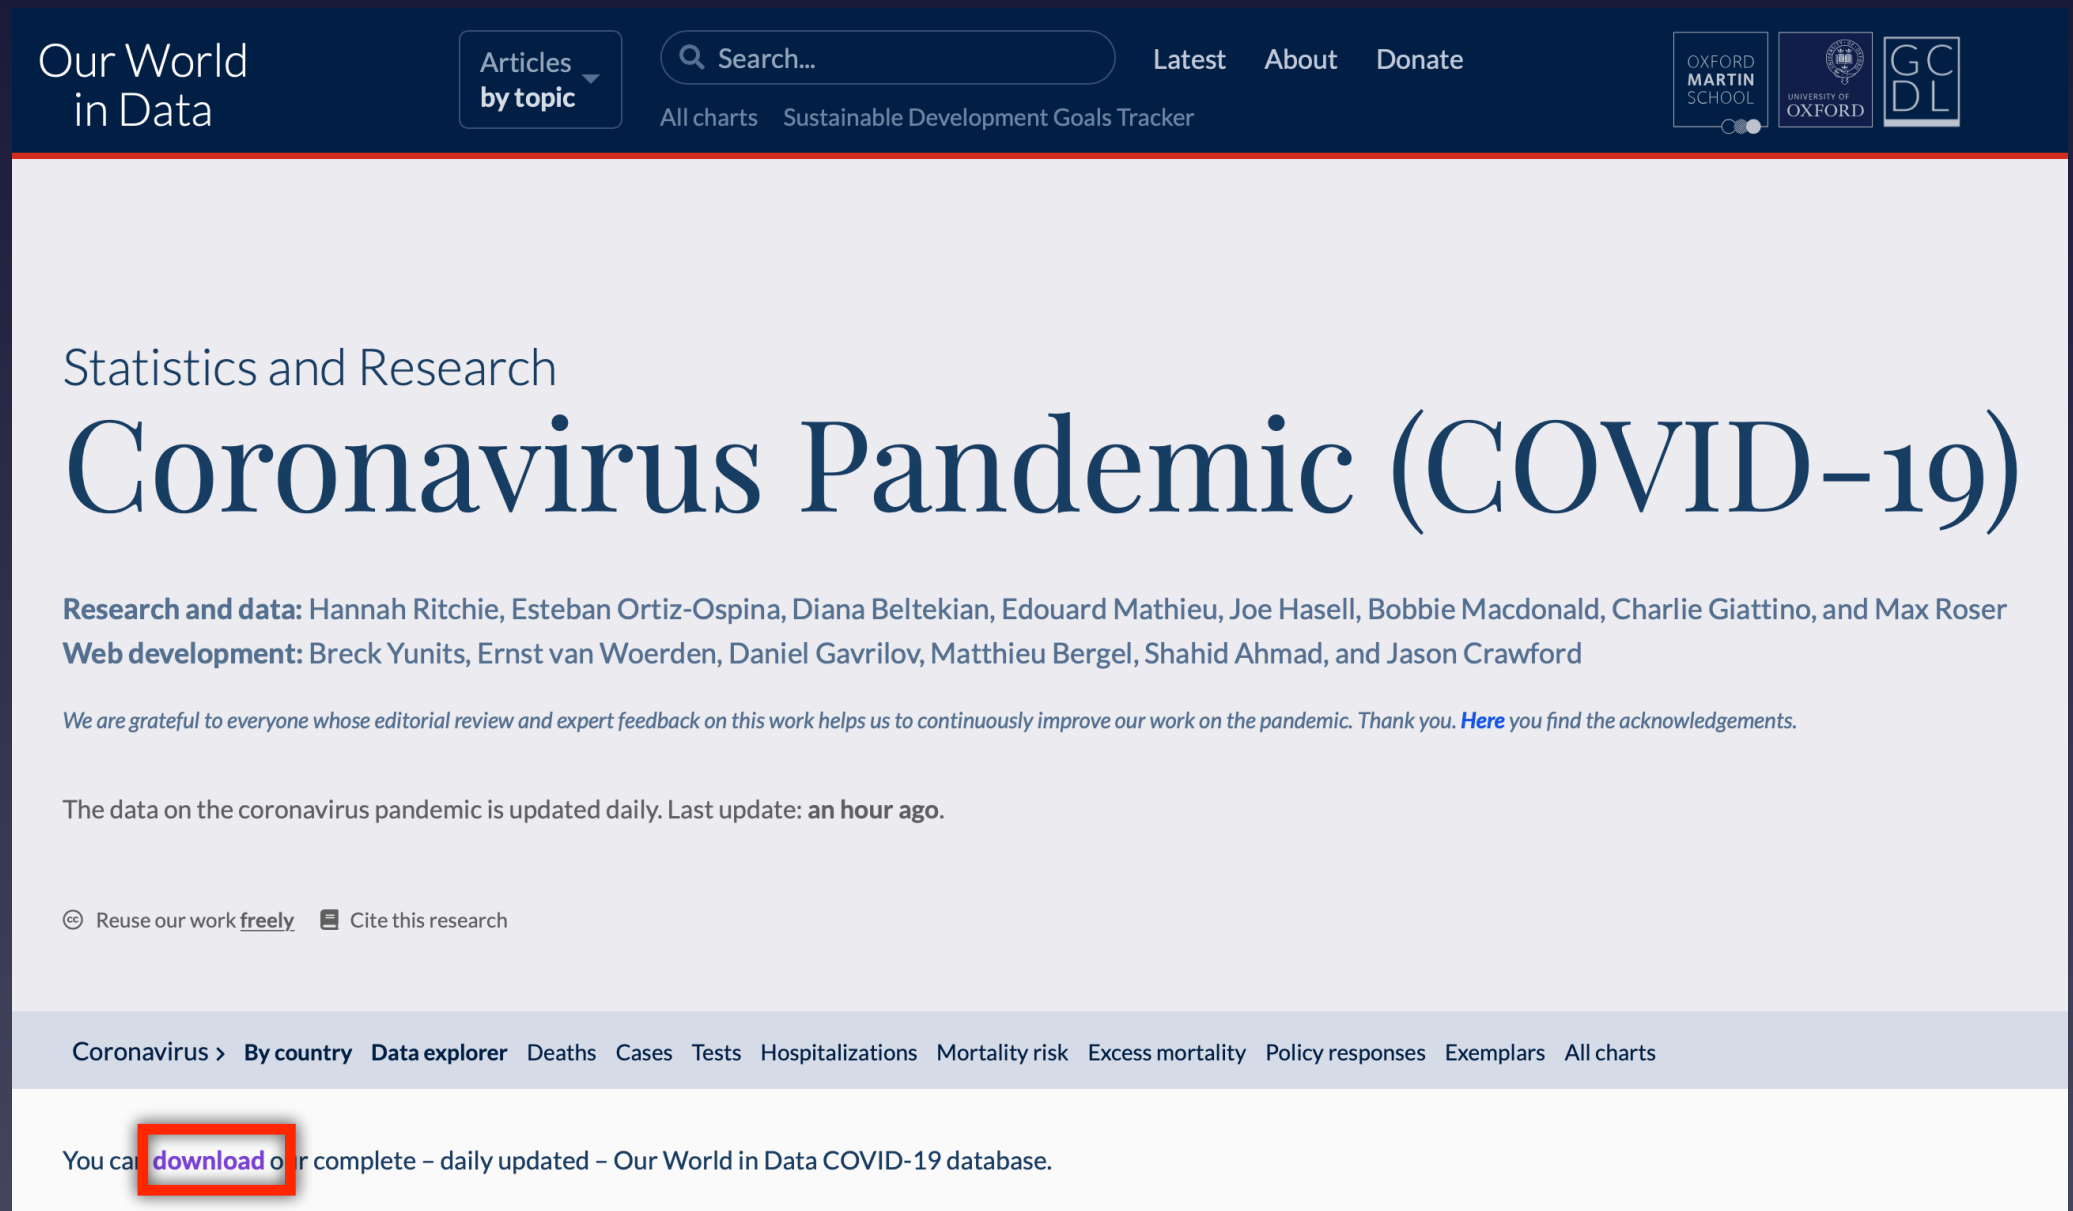 Our World
in Data
Articles
by topic
Search...
Latest About Donate
All charts Sustainable Development Goals Tracker
OXFORD
MARTIN
SCHOOL
UNIVERSITY OF
OXFORD
GC
DL
Statistics and Research
Coronavirus Pandemic (COVID-19)
Research and data: Hannah Ritchie, Esteban Ortiz-Ospina, Diana Beltekian, Edouard Mathieu, Joe Hasell, Bobbie Macdonald, Charlie Giattino, and Max Roser
Web development: Breck Yunits, Ernst van Woerden, Daniel Gavrilov, Matthieu Bergel, Shahid Ahmad, and Jason Crawford
We are grateful to everyone whose editorial review and expert feedback on this work helps us to continuously improve our work on the pandemic. Thank you. Here you find the acknowledgements.
The data on the coronavirus pandemic is updated daily. Last update: an hour ago.
cc Reuse our work freely Cite this research
Coronavirus › By country Data explorer Deaths Cases Tests Hospitalizations Mortality risk Excess mortality Policy responses Exemplars All charts
You can download our complete – daily updated – Our World in Data COVID-19 database.